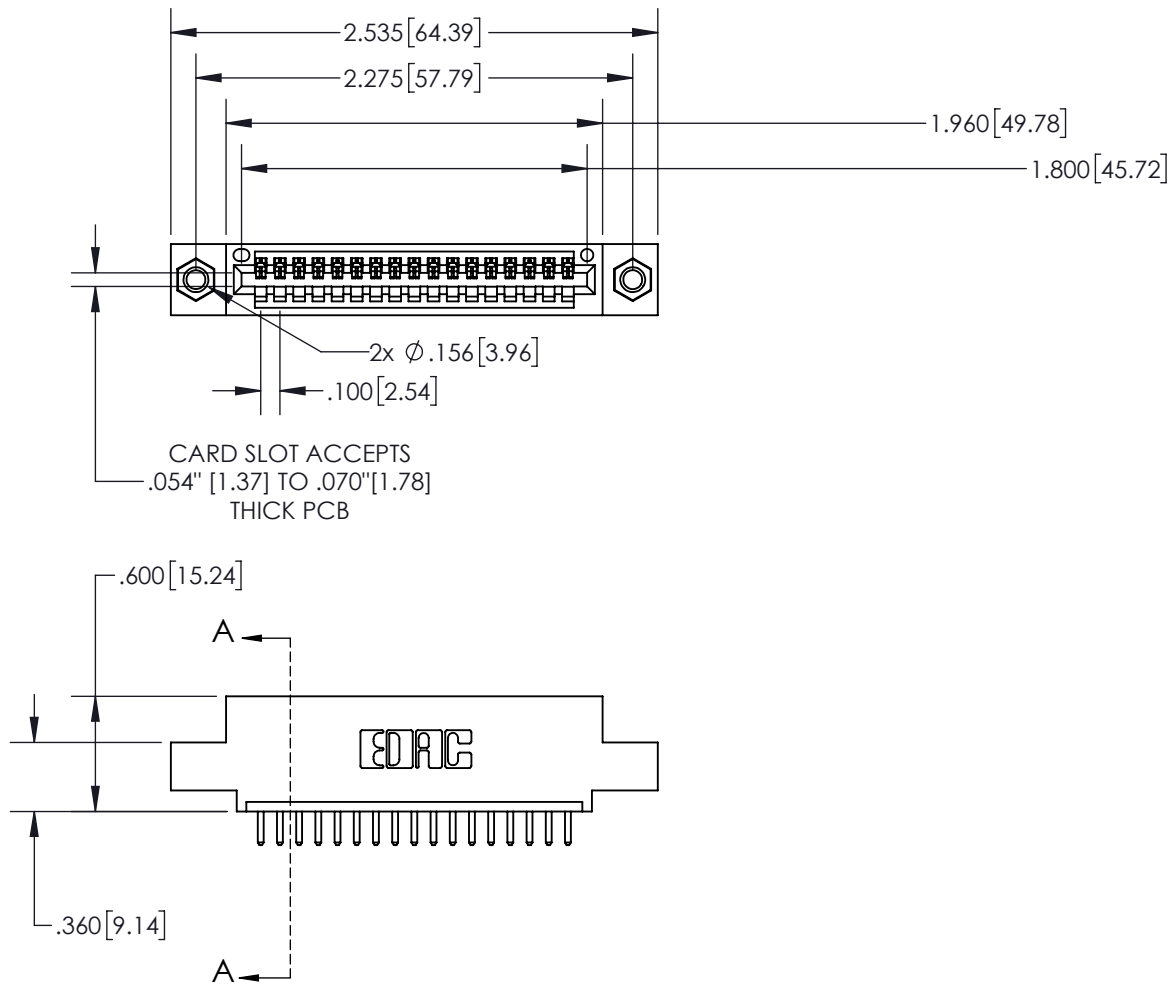 2.535[64.39]
2.275[57.79]
1.960[49.78]
1.800[45.72]
2x Ø.156[3.96]
.100[2.54]
CARD SLOT ACCEPTS
.054" [1.37] TO .070"[1.78]
THICK PCB
.600[15.24]
A
EDAC
.360[9.14]
A